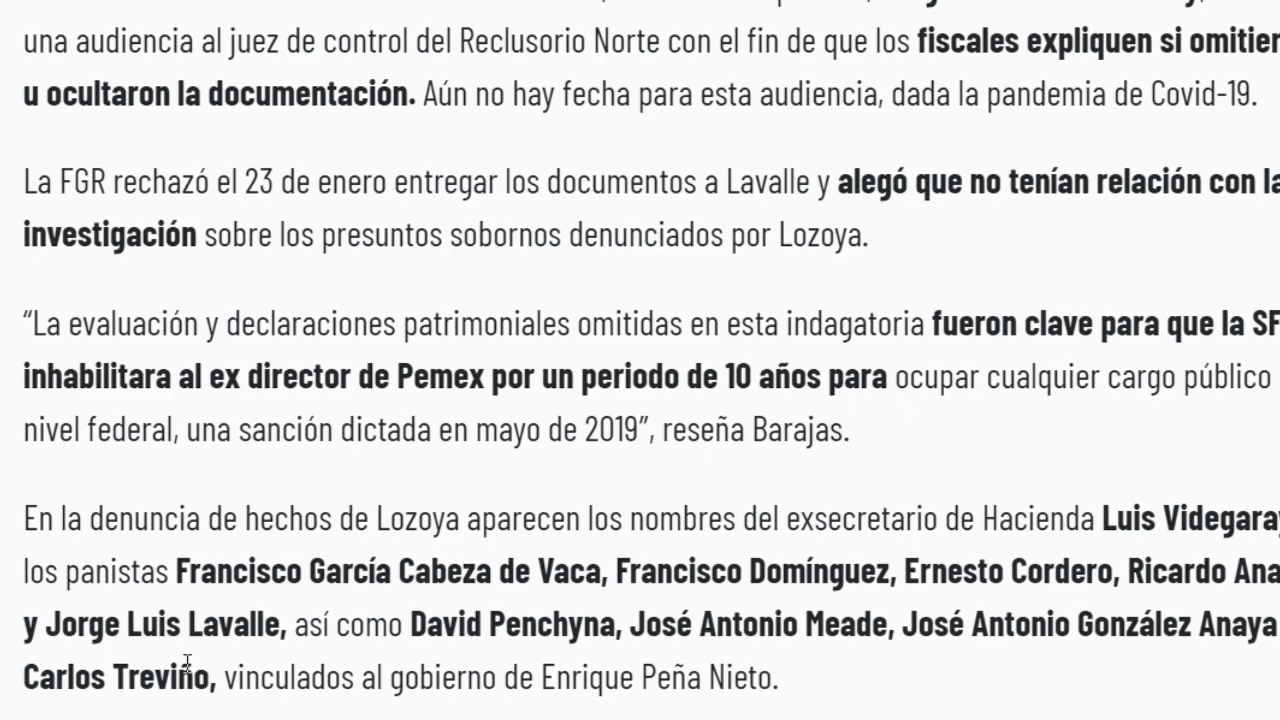 una audiencia al juez de control del Reclusorio Norte con el fin de que los fiscales expliquen si
u ocultaron la documentación. Aún no hay fecha para esta audiencia, dada la pandemia de Covid-19.
La FGR rechazó el 23 de enero entregar los documentos a Lavalle y alegó que no tenían relación con la
investigación sobre los presuntos sobornos denunciados por Lozoya.
“La evaluación y declaraciones patrimoniales omitidas en esta indagatoria fueron clave para que la
inhabilitara al ex director de Pemex por un periodo de 10 años para ocupar cualquier cargo público
nivel federal, una sanción dictada en mayo de 2019”, reseña Barajas.
En la denuncia de hechos de Lozoya aparecen los nombres del exsecretario de Hacienda Luis Videgaray
los panistas Francisco García Cabeza de Vaca, Francisco Domínguez, Ernesto Cordero, Ricardo
y Jorge Luis Lavalle, así como David Penchyna, José Antonio Meade, José Antonio González Anaya
Carlos Treviño, vinculados al gobierno de Enrique Peña Nieto.